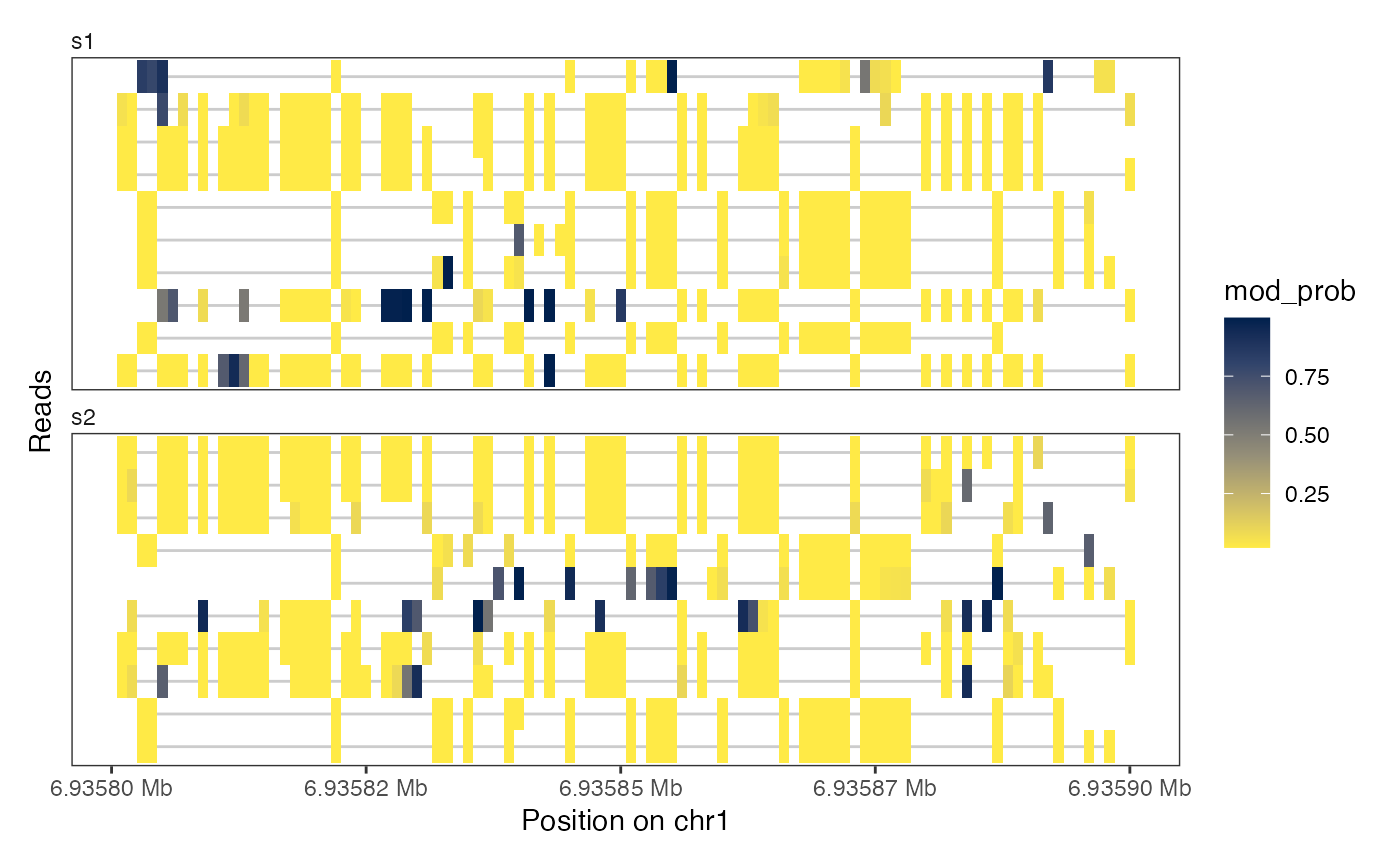 s1
s2
Reads
mod_prob
0.75
0.50
0.25
6.93580 Mb
6.93582 Mb
6.93585 Mb
6.93587 Mb
6.93590 Mb
Position on chr1